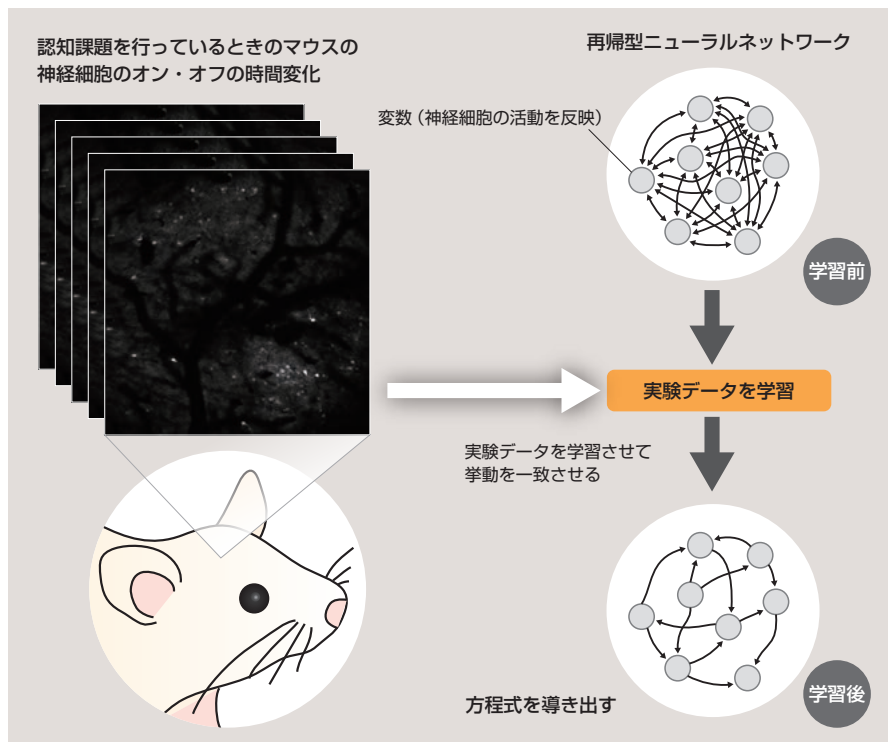 認知課題を行っているときのマウスの
神経細胞のオン・オフの時間変化
再帰型ニューラルネットワーク
変数（神経細胞の活動を反映）
学習前
実験データを学習
実験データを学習させて
挙動を一致させる
方程式を導き出す
学習後